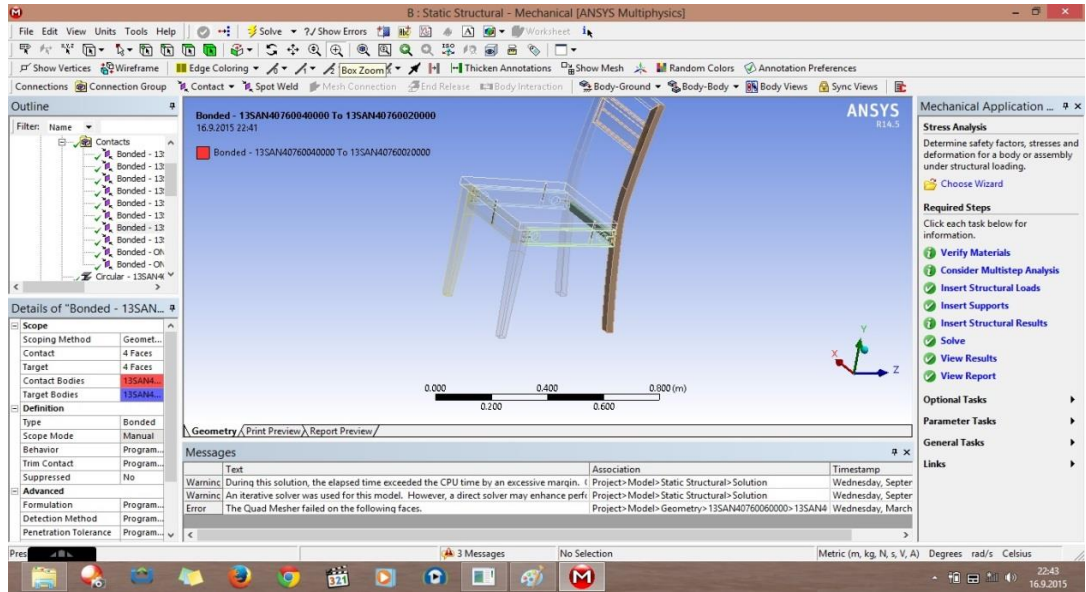 B : Static Structural - Mechanical [ANSYS Multiphysics]
File Edit View Units Tools Help Solve ?/ Show Errors Worksheet
Show Vertices Wireframe Edge Coloring Box Zoom Thicken Annotations Show Mesh Random Colors Annotation Preferences
Connections Connection Group Contact Spot Weld Mesh Connection End Release Body Interaction Body-Ground Body-Body Body Views Sync Views
Outline
Filter: Name
Contacts
Bonded - 13
Bonded - 13
Bonded - 13
Bonded - 13
Bonded - 13
Bonded - 13
Bonded - 13
Bonded - 13
Bonded - ON
Bonded - ON
Circular - 13SAN4
Details of "Bonded - 13SAN...
Scope
Scoping Method Geomet...
Contact 4 Faces
Target 4 Faces
Contact Bodies 13SAN4...
Target Bodies 13SAN4...
Definition
Type Bonded
Scope Mode Manual
Behavior Program...
Trim Contact Program...
Suppressed No
Advanced
Formulation Program...
Detection Method Program...
Penetration Tolerance Program...
Bonded - 13SAN40760040000 To 13SAN40760020000
16.9.2015 22:41
Bonded - 13SAN40760040000 To 13SAN40760020000
ANSYS
R14.5
Y
X
Z
0.000 0.400 0.800 (m)
0.200 0.600
Geometry Print Preview Report Preview
Messages
Text Association Timestamp
Warning During this solution, the elapsed time exceeded the CPU time by an excessive margin. Project>Model>Static Structural>Solution Wednesday, Septer
Warning An iterative solver was used for this model. However, a direct solver may enhance perfo Project>Model>Static Structural>Solution Wednesday, Septer
Error The Quad Mesher failed on the following faces. Project>Model>Geometry>13SAN40760060000>13SAN4 Wednesday, March
Mechanical Application ...
Stress Analysis
Determine safety factors, stresses and
deformation for a body or assembly
under structural loading.
Choose Wizard
Required Steps
Click each task below for
information.
Verify Materials
Consider Multistep Analysis
Insert Structural Loads
Insert Supports
Insert Structural Results
Solve
View Results
View Report
Optional Tasks
Parameter Tasks
General Tasks
Links
Pres 3 Messages No Selection Metric (m, kg, N, s, V, A) Degrees rad/s Celsius
321
22:43
16.9.2015